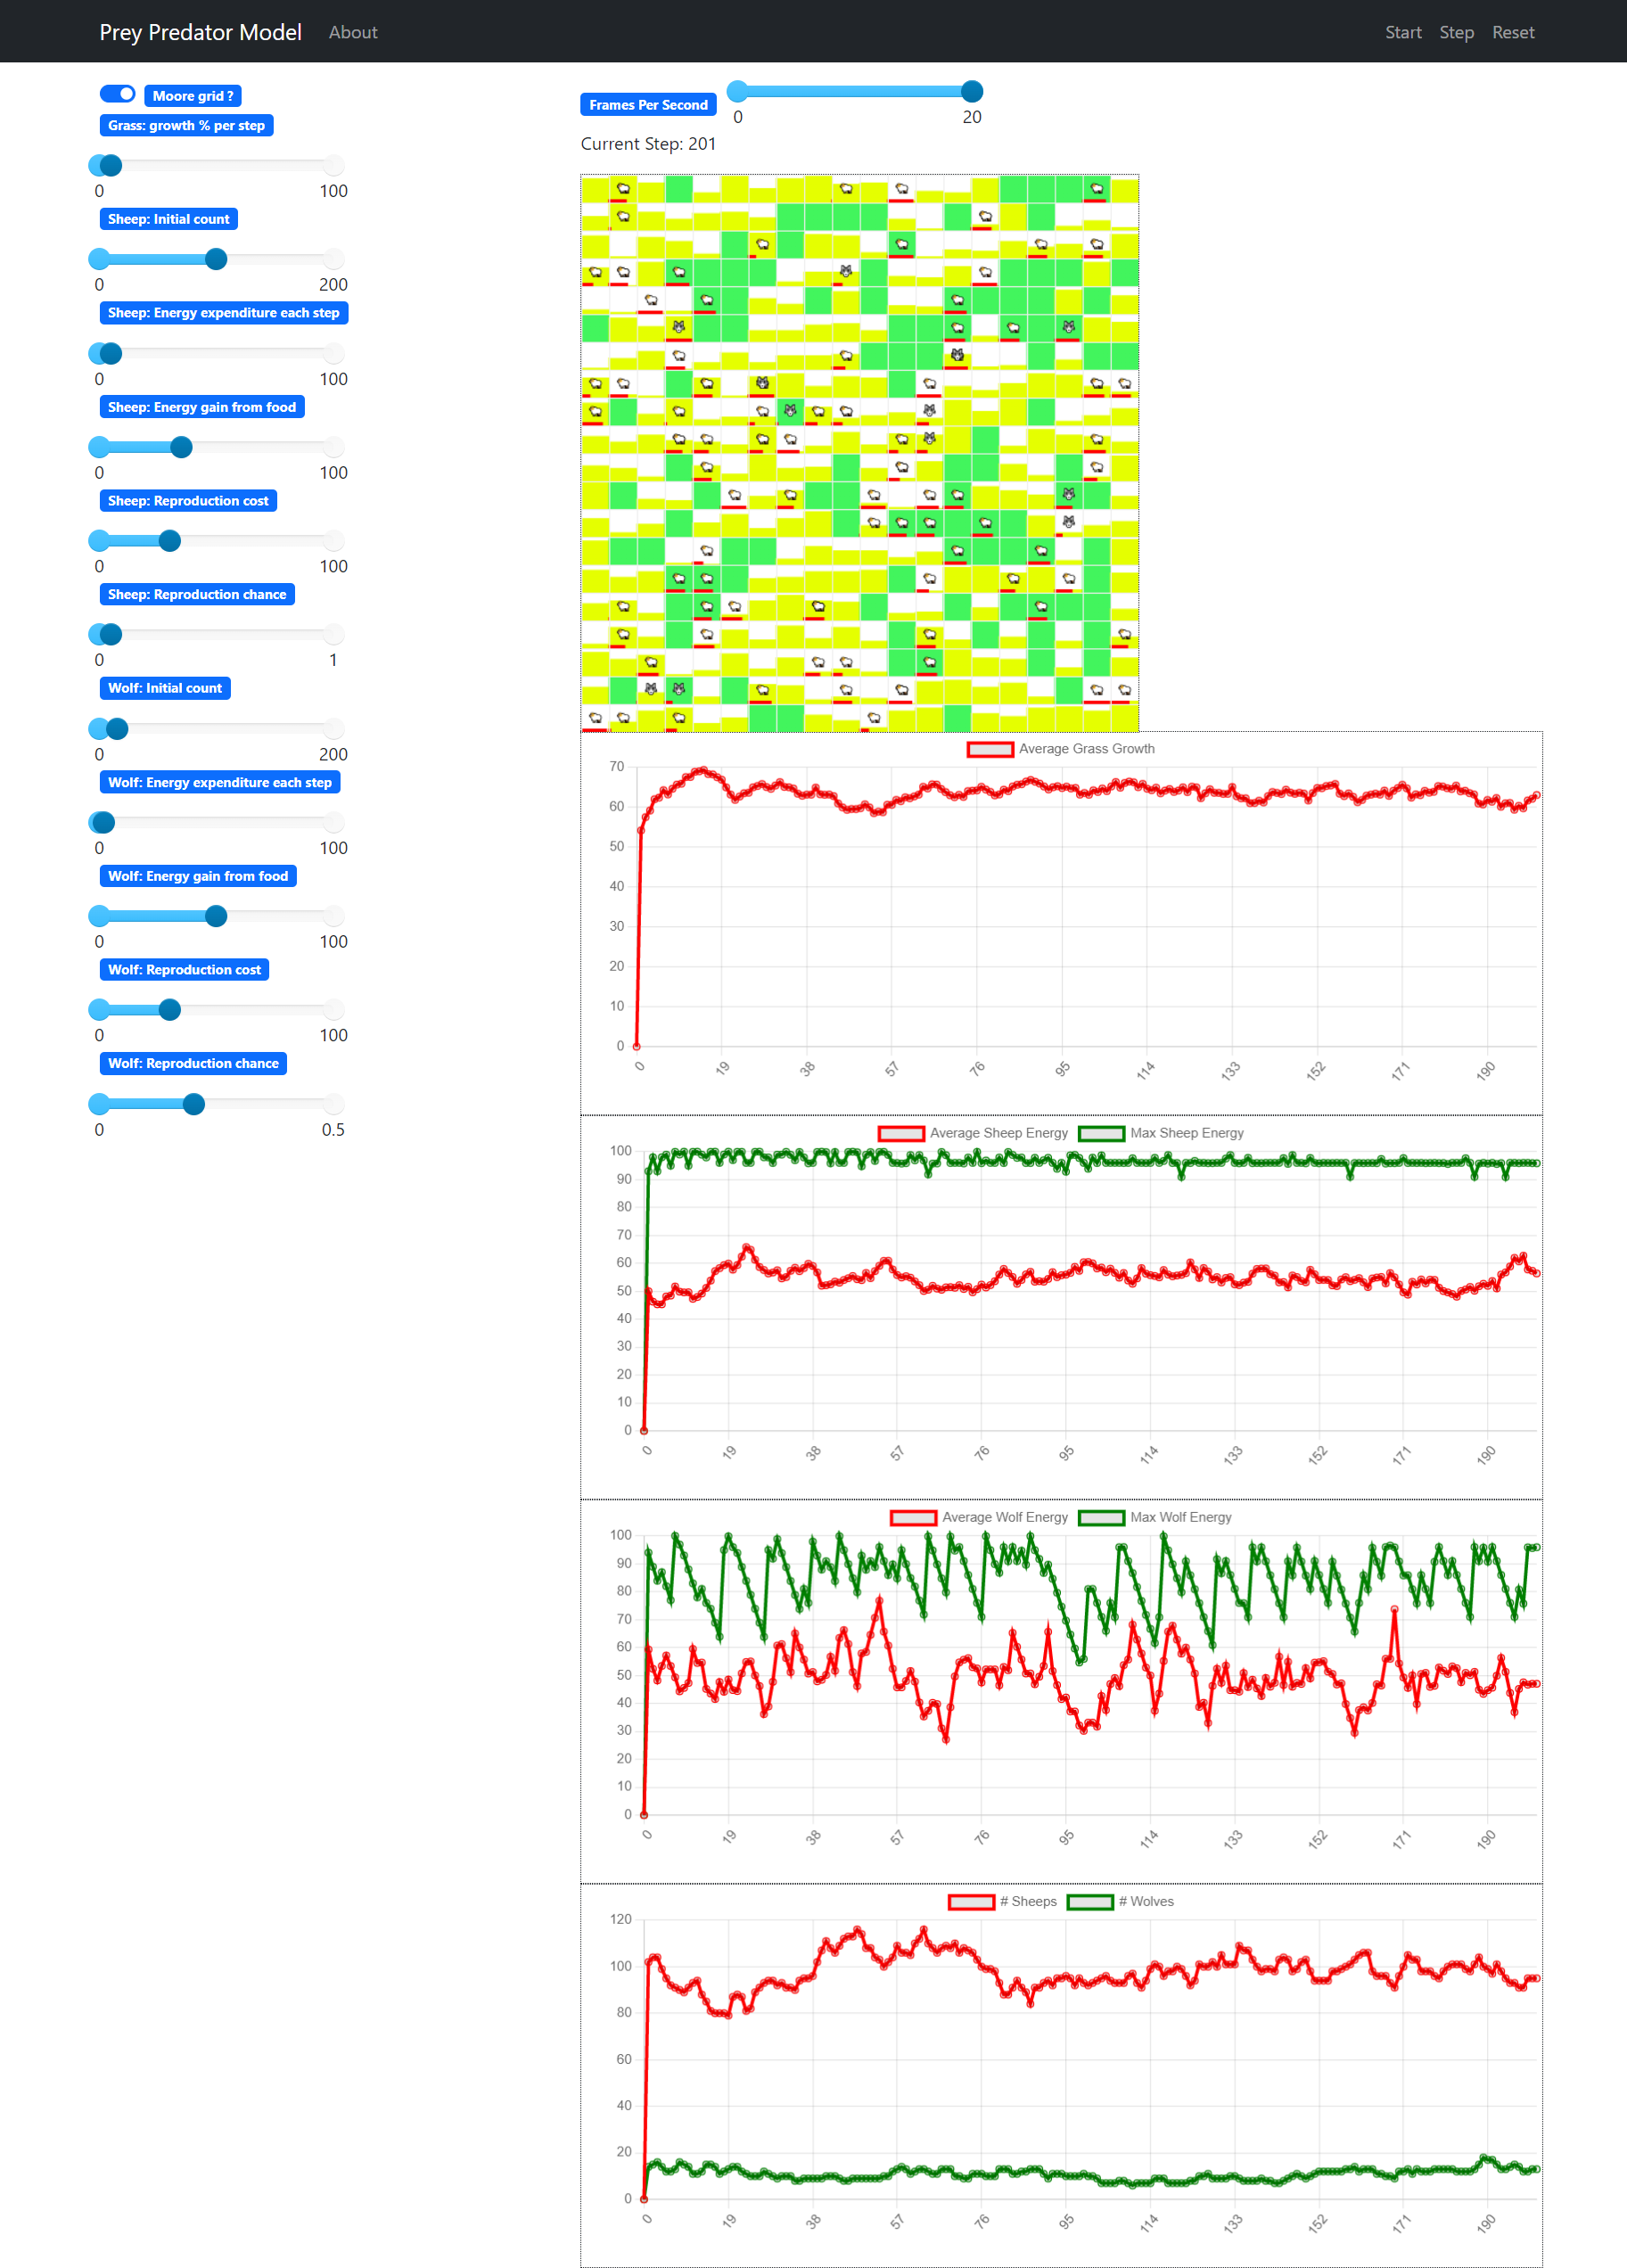 Prey Predator Model About Start Step Reset
Moore grid ?
Grass: growth % per step
0 100
Sheep: Initial count
0 200
Sheep: Energy expenditure each step
0 100
Sheep: Energy gain from food
0 100
Sheep: Reproduction cost
0 100
Sheep: Reproduction chance
0 1
Wolf: Initial count
0 200
Wolf: Energy expenditure each step
0 100
Wolf: Energy gain from food
0 100
Wolf: Reproduction cost
0 100
Wolf: Reproduction chance
0 0.5
Frames Per Second
0 20
Current Step: 201
Average Grass Growth
70
60
50
40
30
20
10
0
0 19 38 57 76 95 114 133 152 171 190
Average Sheep Energy Max Sheep Energy
100
90
80
70
60
50
40
30
20
10
0
0 19 38 57 76 95 114 133 152 171 190
Average Wolf Energy Max Wolf Energy
100
90
80
70
60
50
40
30
20
10
0
0 19 38 57 76 95 114 133 152 171 190
# Sheeps # Wolves
120
100
80
60
40
20
0
0 19 38 57 76 95 114 133 152 171 190